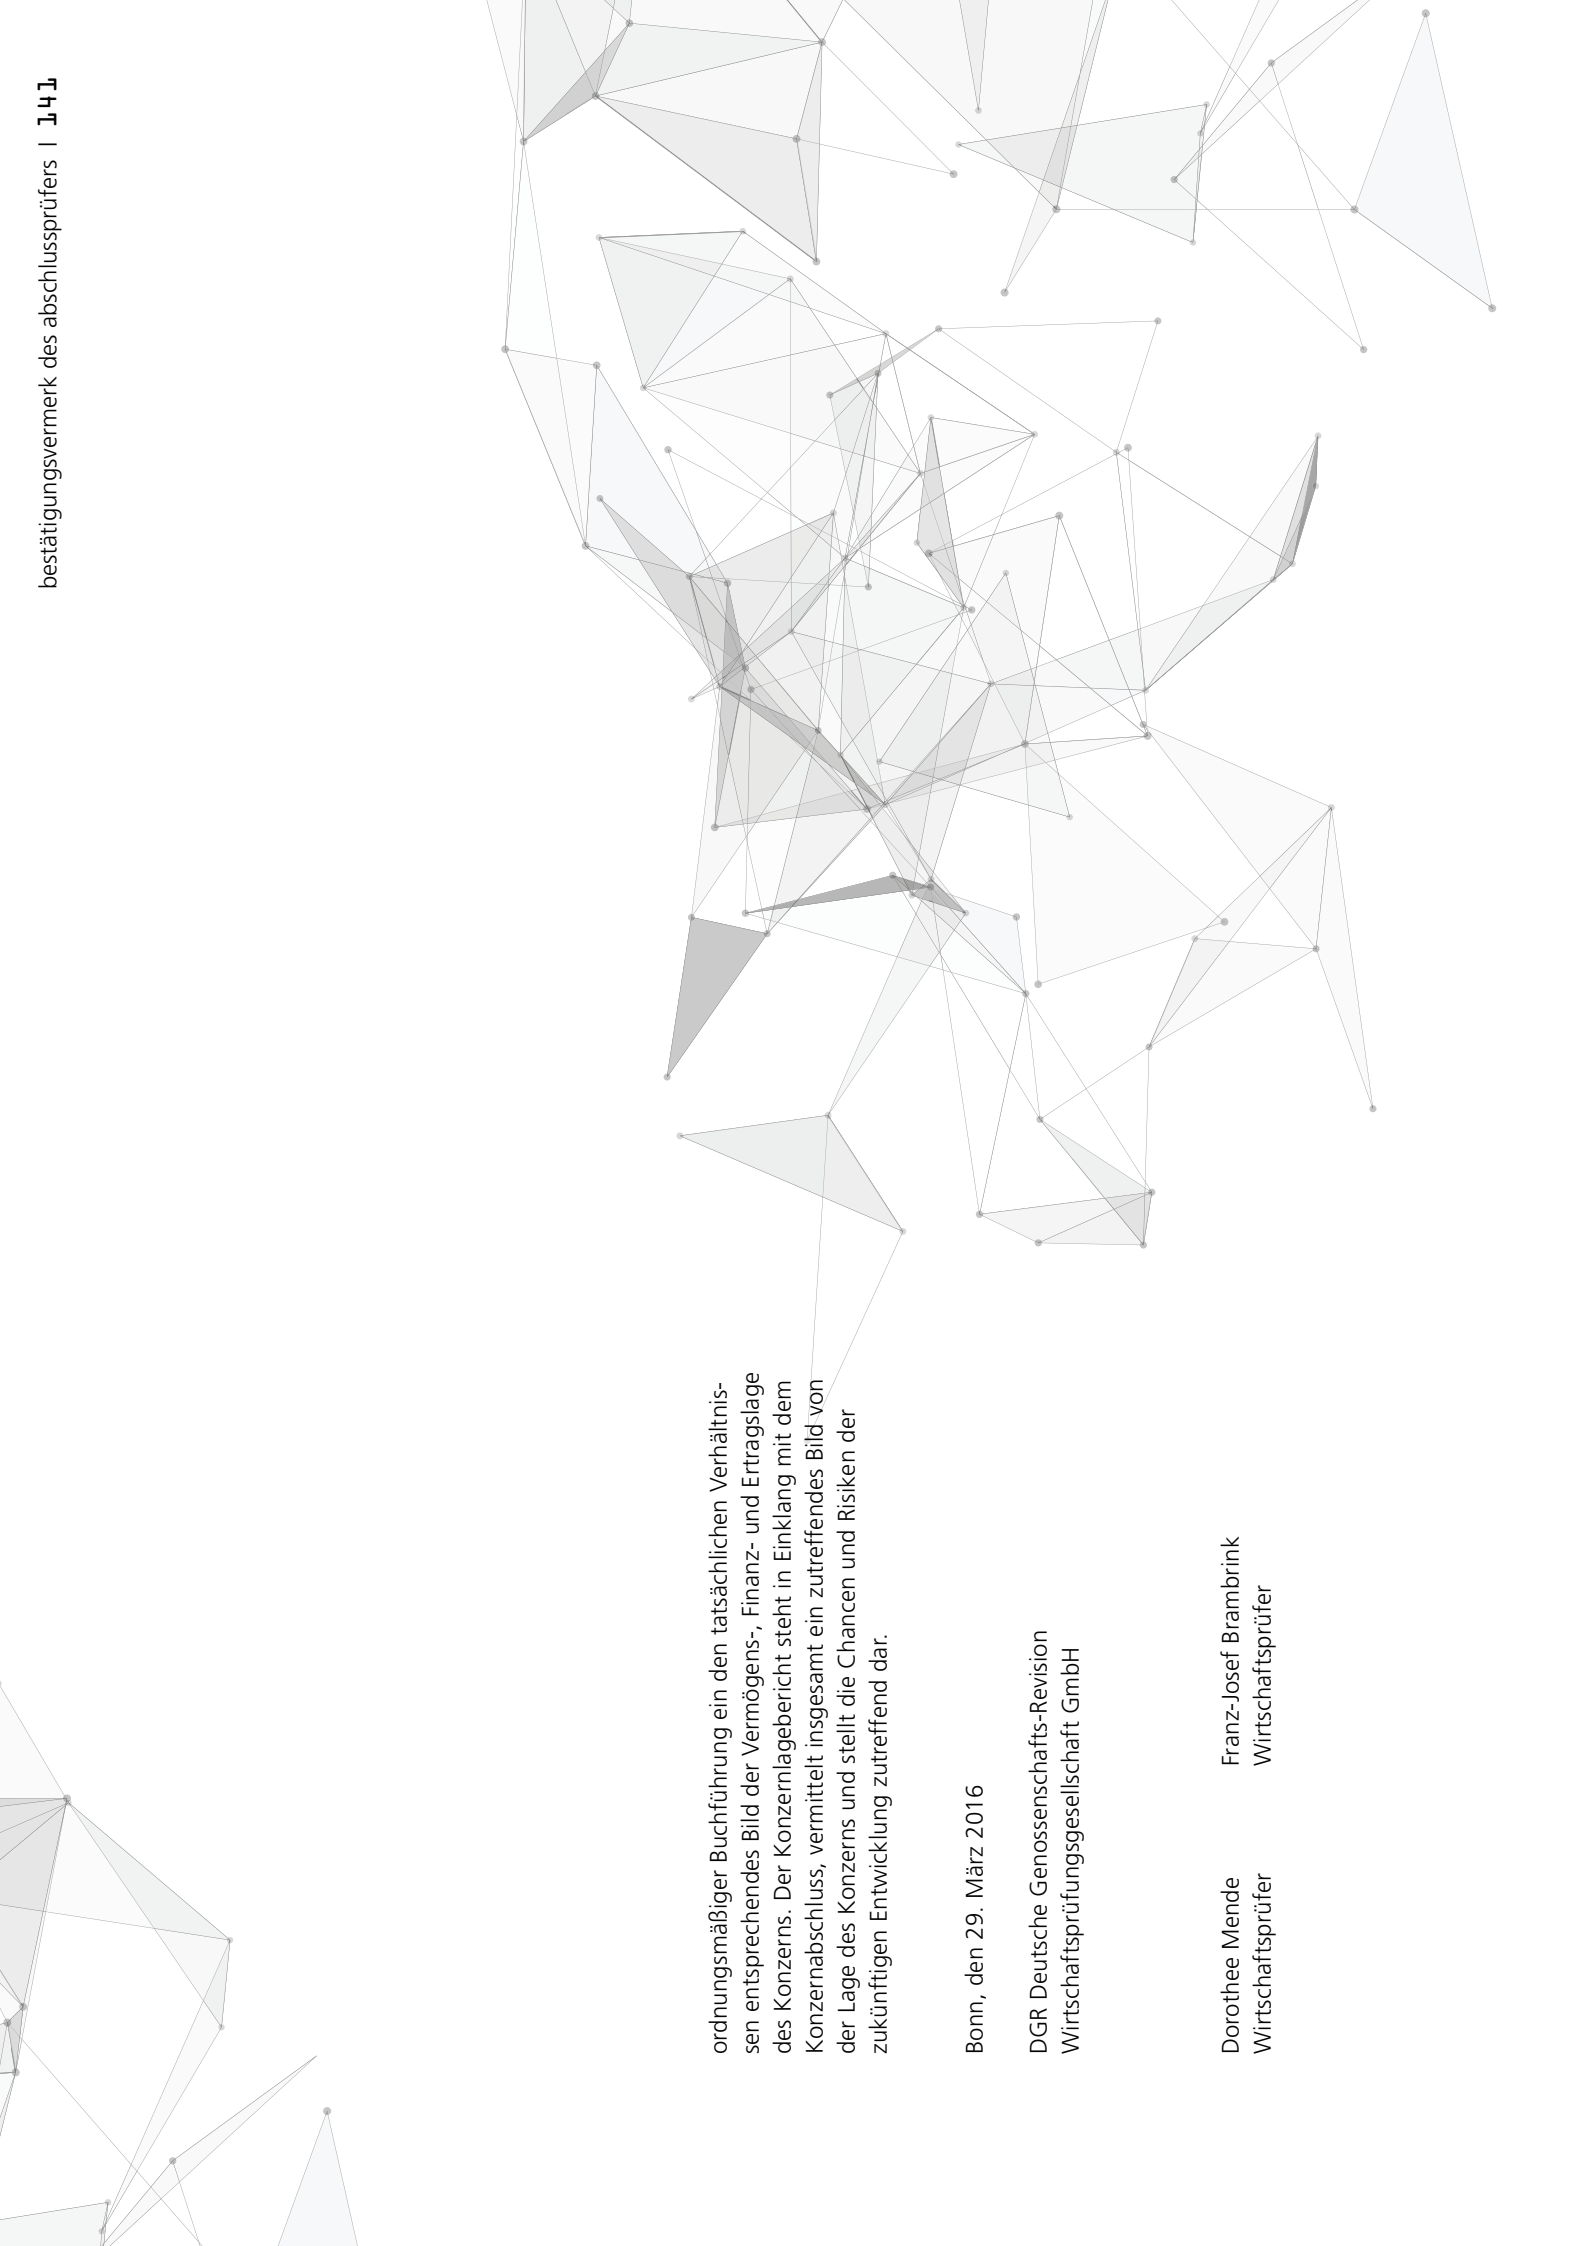 bestätigungsvermerk des abschlussprüfers | 141
ordnungsmäßiger Buchführung ein den tatsächlichen Verhältnis-
sen entsprechendes Bild der Vermögens-, Finanz- und Ertragslage
des Konzerns. Der Konzernlagebericht steht in Einklang mit dem
Konzernabschluss, vermittelt insgesamt ein zutreffendes Bild von
der Lage des Konzerns und stellt die Chancen und Risiken der
zukünftigen Entwicklung zutreffend dar.
Bonn, den 29. März 2016
DGR Deutsche Genossenschafts-Revision
Wirtschaftsprüfungsgesellschaft GmbH
Dorothee Mende
Wirtschaftsprüfer
Franz-Josef Brambrink
Wirtschaftsprüfer